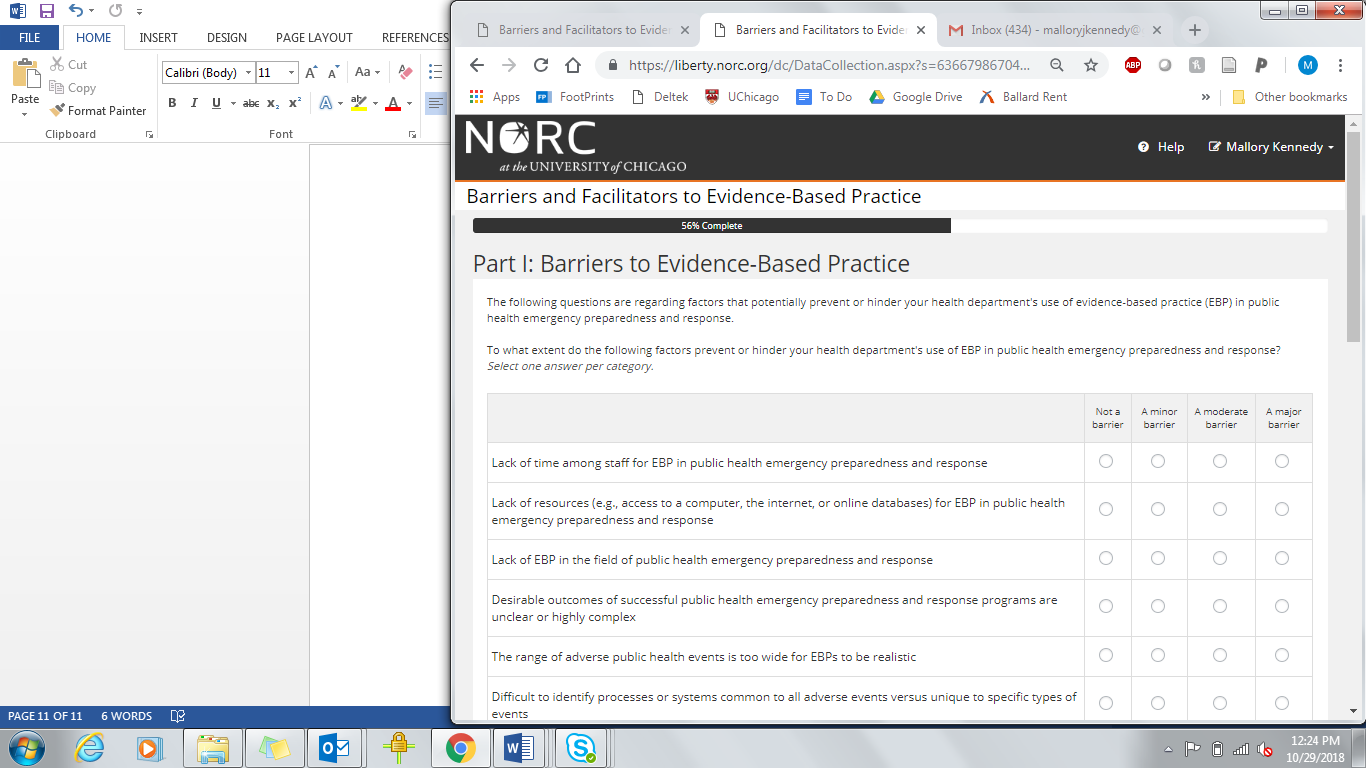 FILE
HOME
INSERT
DESIGN
PAGE LAYOUT
REFERENCES
Paste
Cut
Copy
Format Painter
Clipboard
Calibri (Body)
11
Aa
B I U abc x₂ x²
Font
Barriers and Facilitators to Evide
Barriers and Facilitators to Evide
Inbox (434) - malloryjkennedy@
https://liberty.norc.org/dc/DataCollection.aspx?s=63667986704...
ABP
M
Apps
FP FootPrints
Deltek
UChicago
To Do
Google Drive
Ballard Rent
»
Other bookmarks
NORC
at the UNIVERSITY of CHICAGO
Help
Mallory Kennedy
Barriers and Facilitators to Evidence-Based Practice
56% Complete
Part I: Barriers to Evidence-Based Practice
The following questions are regarding factors that potentially prevent or hinder your health department's use of evidence-based practice (EBP) in public
health emergency preparedness and response.
To what extent do the following factors prevent or hinder your health department's use of EBP in public health emergency preparedness and response?
Select one answer per category.
Not a
barrier
A minor
barrier
A moderate
barrier
A major
barrier
Lack of time among staff for EBP in public health emergency preparedness and response
Lack of resources (e.g., access to a computer, the internet, or online databases) for EBP in public health
emergency preparedness and response
Lack of EBP in the field of public health emergency preparedness and response
Desirable outcomes of successful public health emergency preparedness and response programs are
unclear or highly complex
The range of adverse public health events is too wide for EBPs to be realistic
Difficult to identify processes or systems common to all adverse events versus unique to specific types of
events
PAGE 11 OF 11
6 WORDS
12:24 PM
10/29/2018